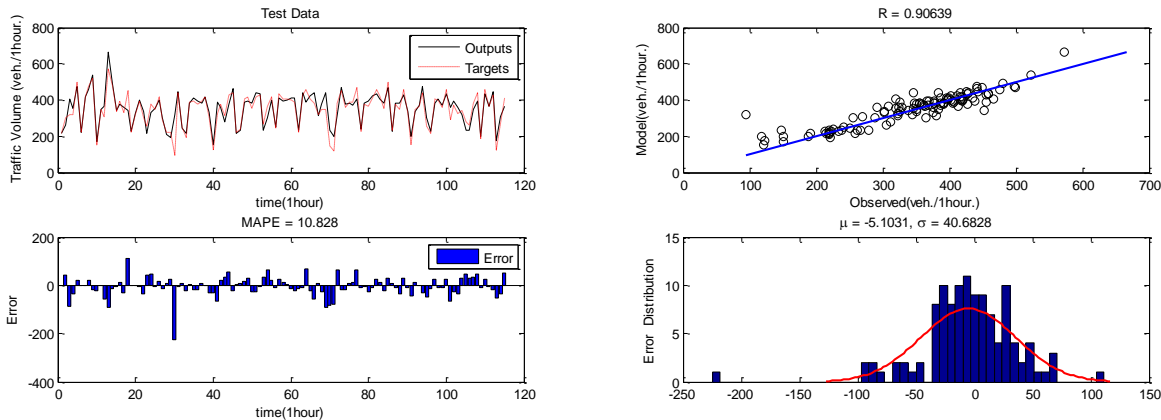 Test Data
Traffic Volume (veh./1hour.)
800
600
400
200
0
Outputs
Targets
0 20 40 60 80 100 120
time(1hour)
R = 0.90639
Model(veh./1hour.)
800
600
400
200
0
0 100 200 300 400 500 600 700
Observed(veh./1hour.)
MAPE = 10.828
Error
200
0
-200
-400
Error
0 20 40 60 80 100 120
time(1hour)
μ = -5.1031, σ = 40.6828
Error Distribution
15
10
5
0
-250 -200 -150 -100 -50 0 50 100 150